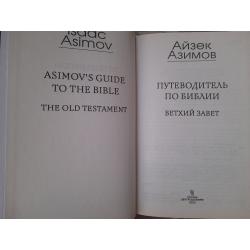 Isaac
Asimov
ASIMOV'S GUIDE
TO THE BIBLE
THE OLD TESTAMENT
Айзек
Азимов
ПУТЕВОДИТЕЛЬ
ПО БИБЛИИ
ВЕТХИЙ ЗАВЕТ